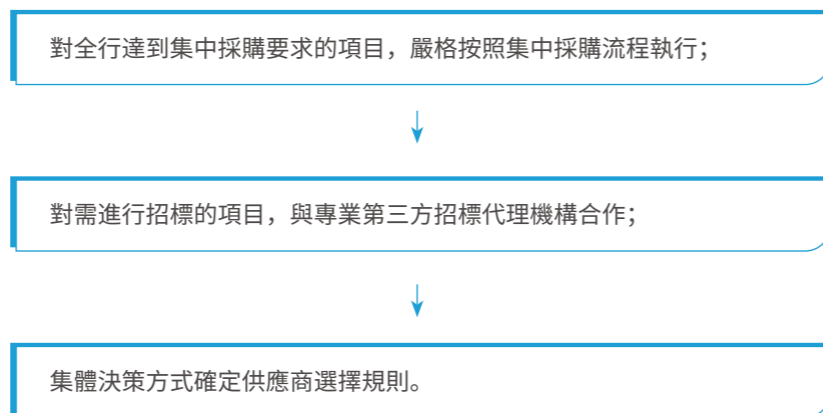 對全行達到集中採購要求的項目，嚴格按照集中採購流程執行；
對需進行招標的項目，與專業第三方招標代理機構合作；
集體決策方式確定供應商選擇規則。